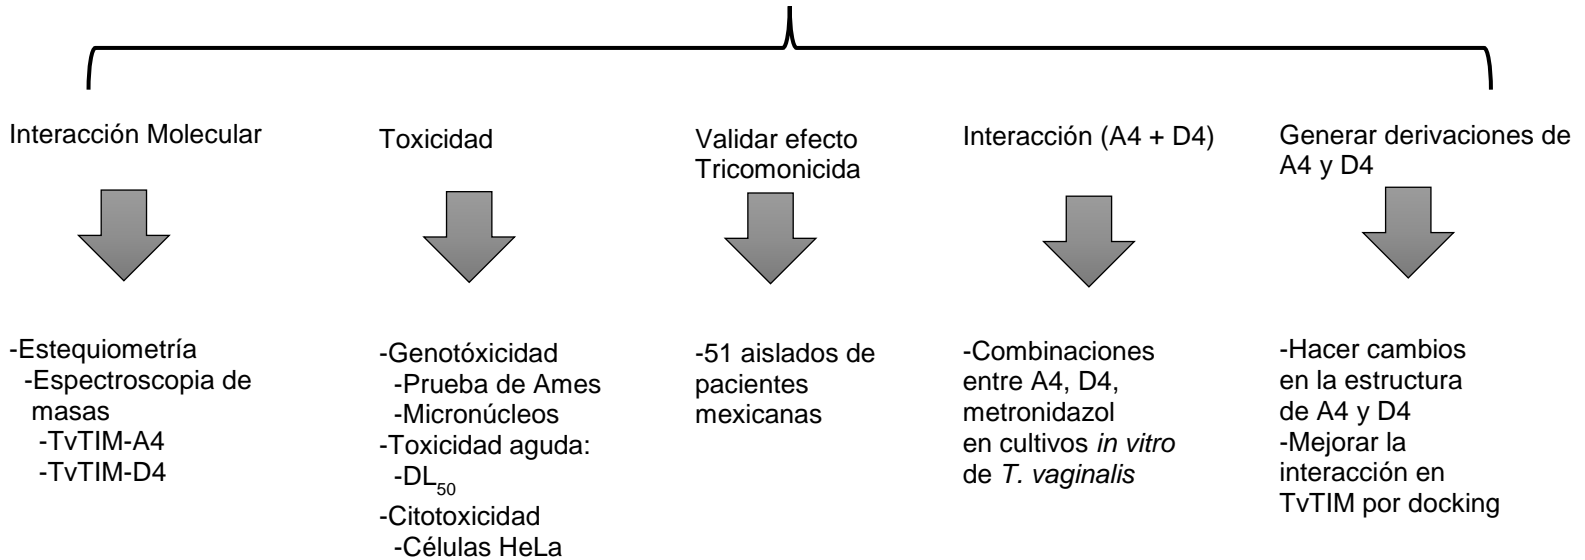 Interacción Molecular
-Estequiometría
-Espectroscopia de
masas
-TvTIM-A4
-TvTIM-D4
Toxicidad
-Genotóxicidad
-Prueba de Ames
-Micronúcleos
-Toxicidad aguda:
-DL50
-Citotoxicidad
-Células HeLa
Validar efecto
Tricomonicida
-51 aislados de
pacientes
mexicanas
Interacción (A4 + D4)
-Combinaciones
entre A4, D4,
metronidazol
en cultivos in vitro
de T. vaginalis
Generar derivaciones de
A4 y D4
-Hacer cambios
en la estructura
de A4 y D4
-Mejorar la
interacción en
TvTIM por docking